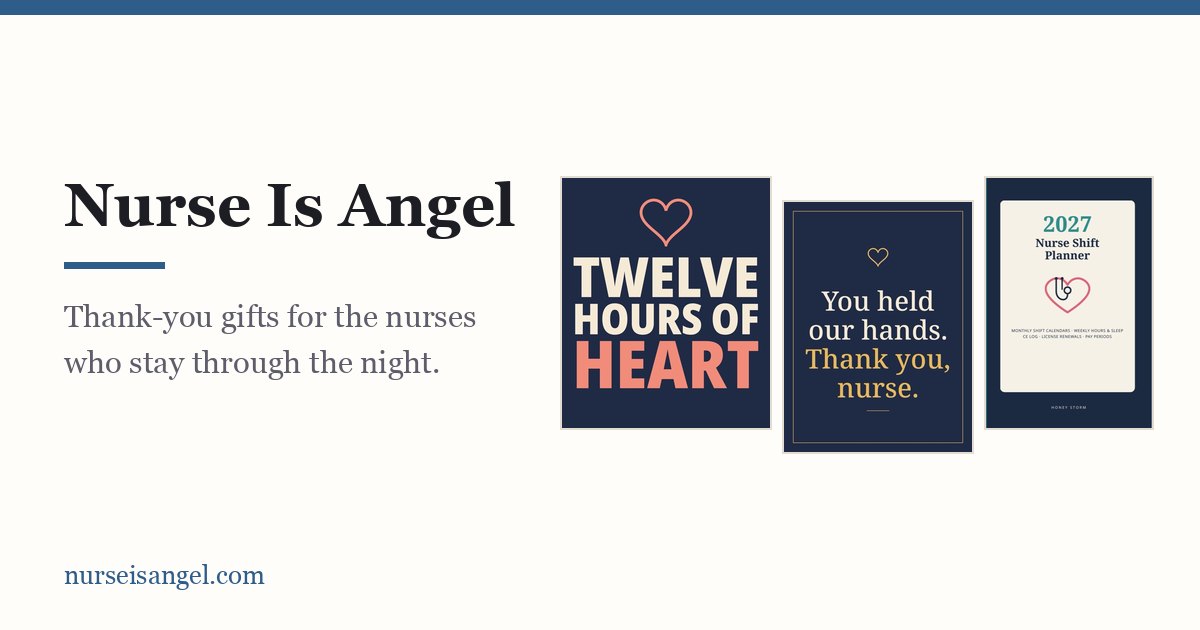 Nurse Is Angel
Thank-you gifts for the nurses
who stay through the night.
nurseisangel.com
TWELVE
HOURS OF
HEART
You held
our hands.
Thank you,
nurse.
2027
Nurse Shift
Planner
MONTHLY SHIFT CALENDARS · WEEKLY HOURS & SLEEP
CE LOG · LICENSE RENEWALS · PAY PERIODS
HONEY STORM